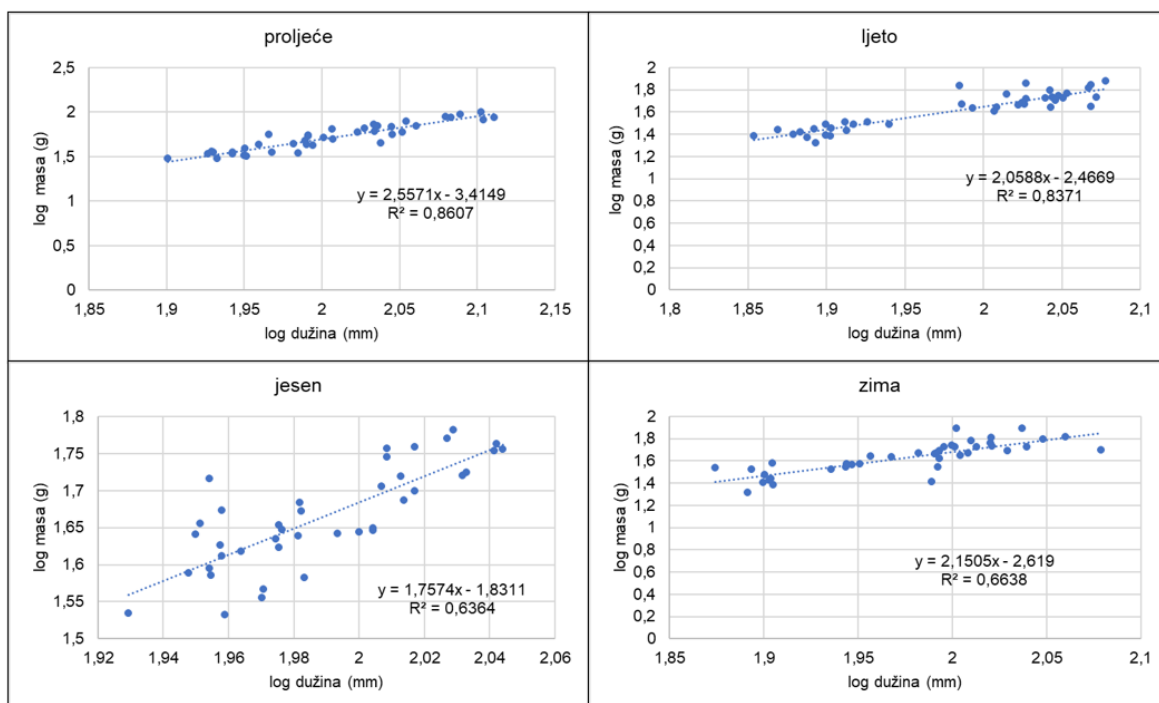 proljeće
2,5
2
1,5
1
0,5
0
log masa (g)
y = 2,5571x - 3,4149
R² = 0,8607
1,85 1,9 1,95 2 2,05 2,1 2,15
log dužina (mm)
ljeto
2
1,8
1,6
1,4
1,2
1
0,8
0,6
0,4
0,2
0
log masa (g)
y = 2,0588x - 2,4669
R² = 0,8371
1,8 1,85 1,9 1,95 2 2,05 2,1
log dužina (mm)
jesen
1,8
1,75
1,7
1,65
1,6
1,55
1,5
log masa (g)
y = 1,7574x - 1,8311
R² = 0,6364
1,92 1,94 1,96 1,98 2 2,02 2,04 2,06
log dužina (mm)
zima
2
1,8
1,6
1,4
1,2
1
0,8
0,6
0,4
0,2
0
log masa (g)
y = 2,1505x - 2,619
R² = 0,6638
1,85 1,9 1,95 2 2,05 2,1
log dužina (mm)